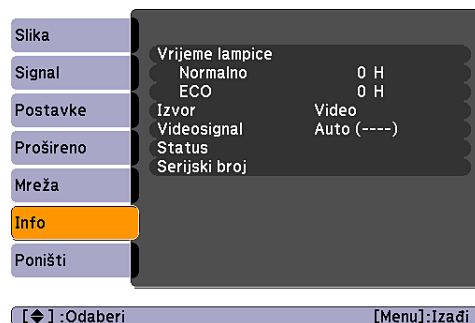 Slika
Signal
Postavke
Prošireno
Mreža
Info
Poništi
Vrijeme lampice
Normalno 0 H
ECO 0 H
Izvor Video
Videosignal Auto (----)
Status
Serijski broj
[◆] :Odaberi [Menu]:Izađi